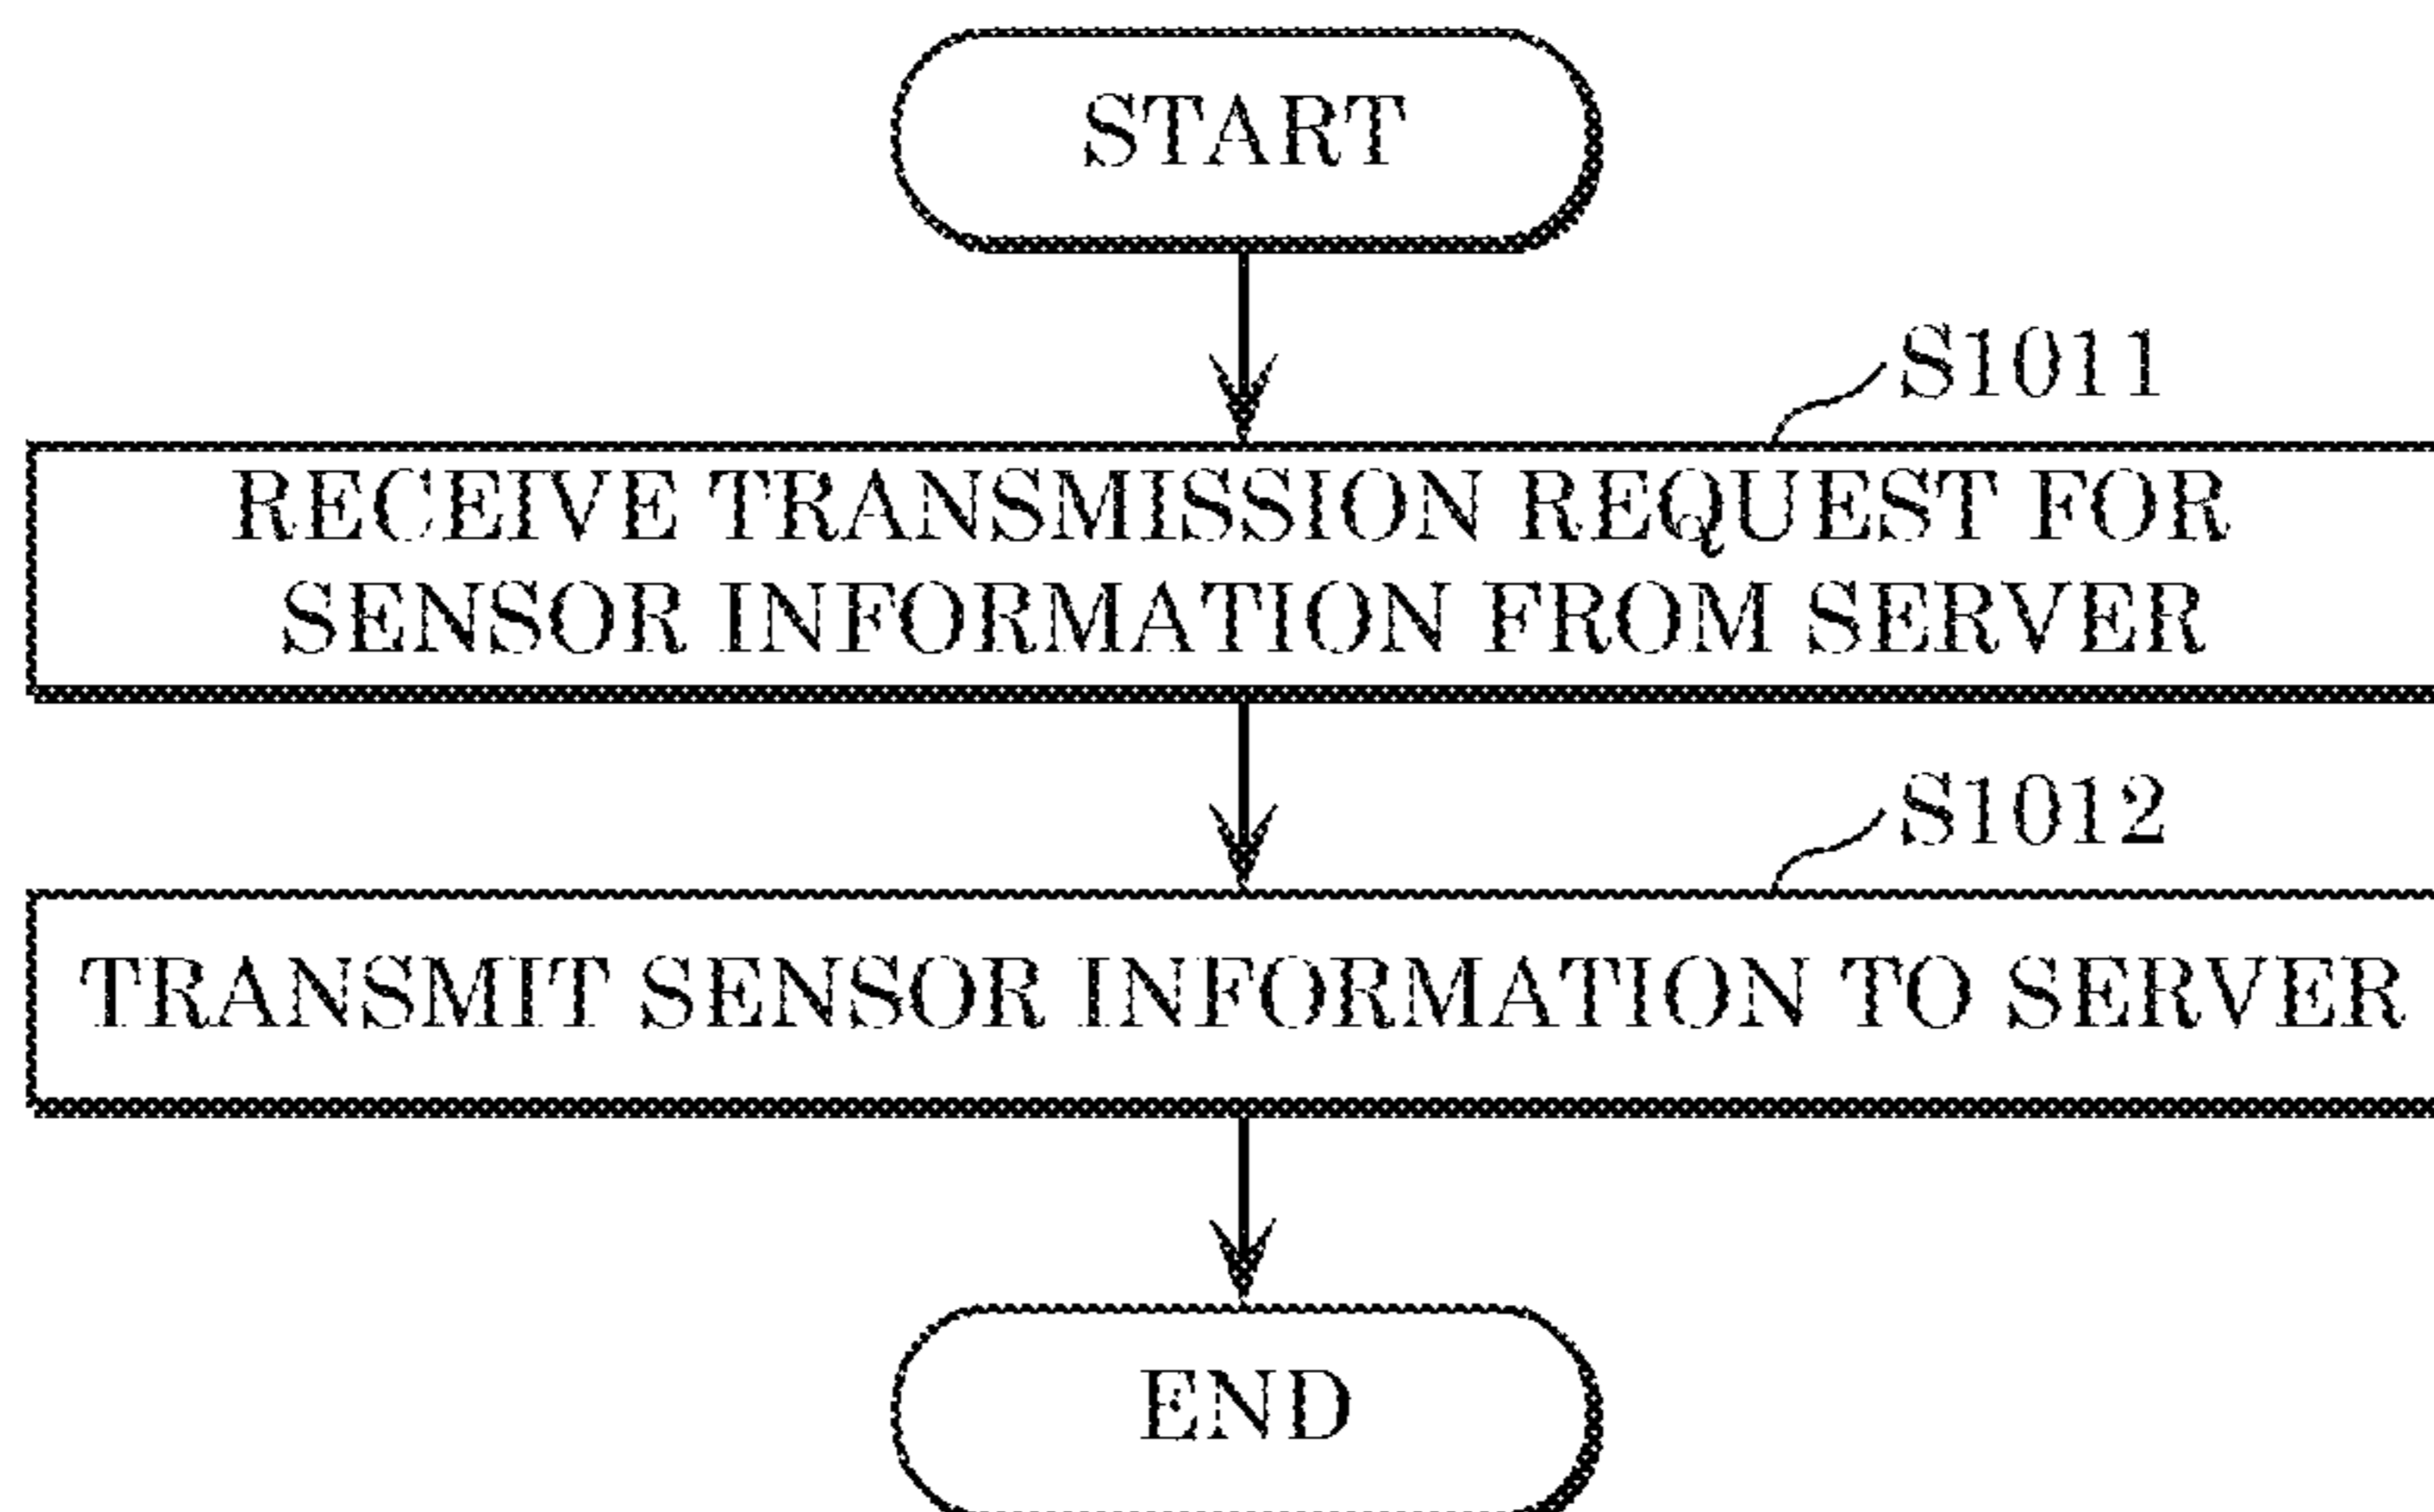 START
S1011
RECEIVE TRANSMISSION REQUEST FOR
SENSOR INFORMATION FROM SERVER
S1012
TRANSMIT SENSOR INFORMATION TO SERVER
END